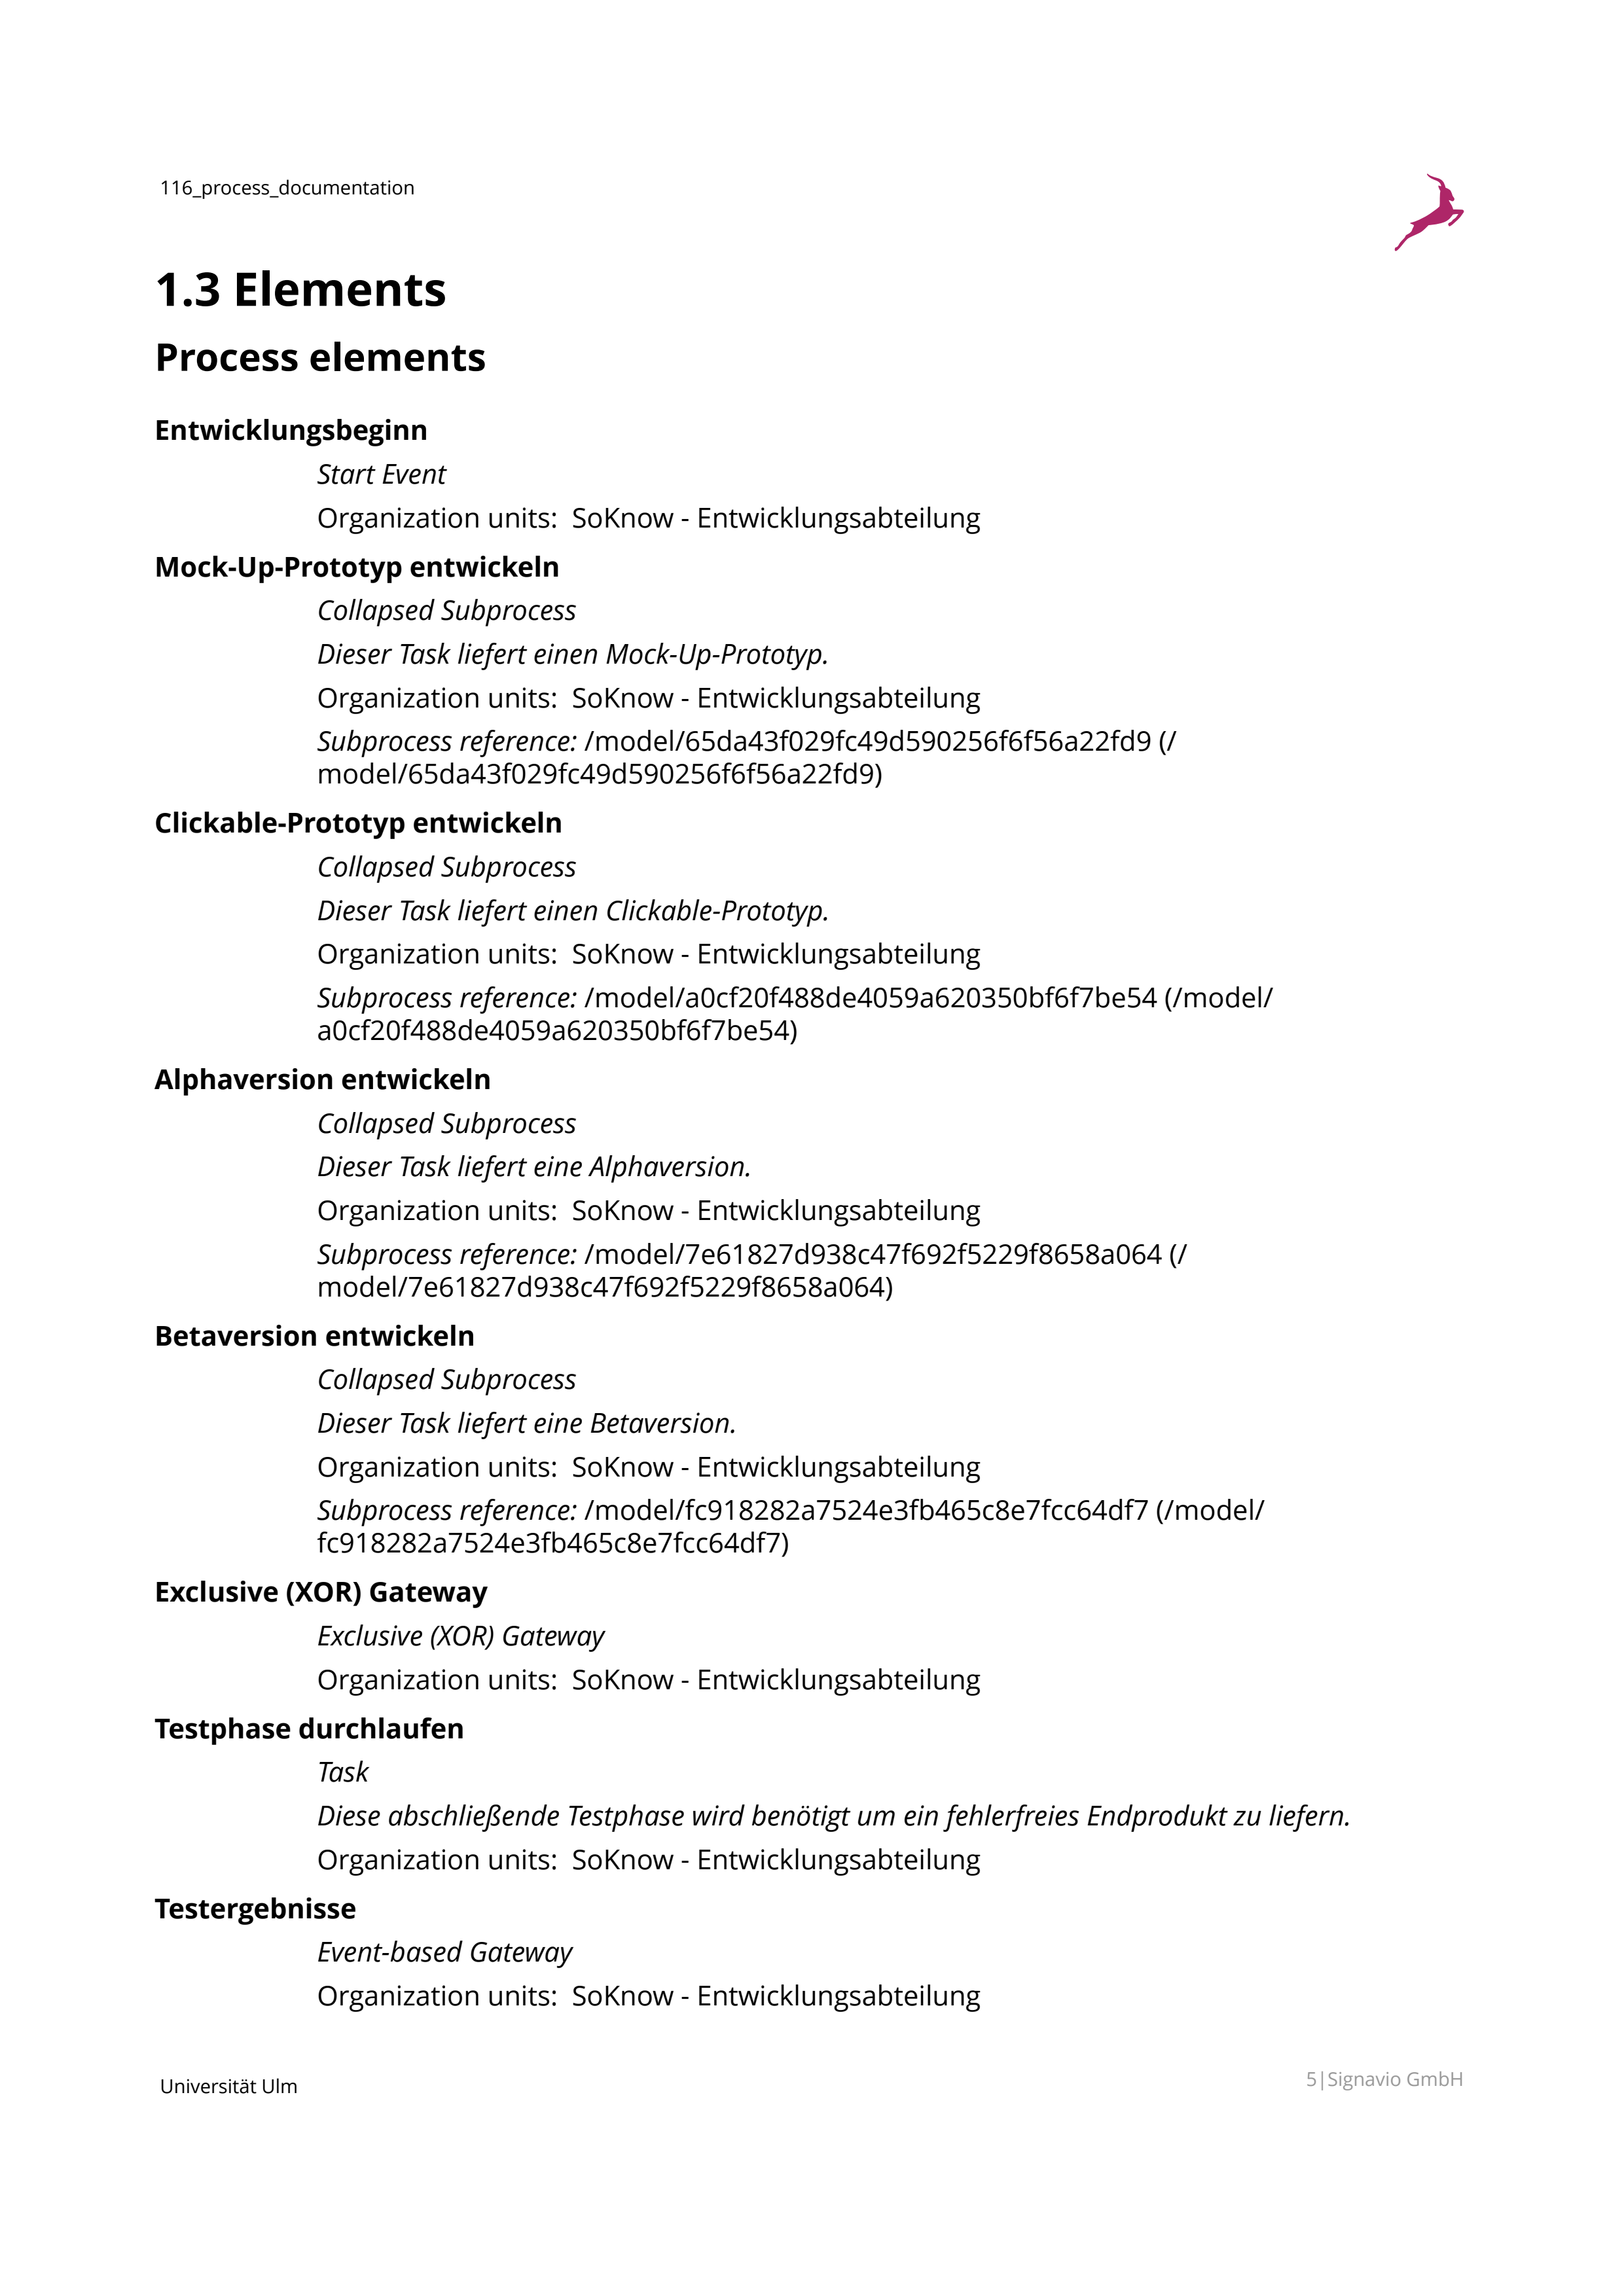 116_process_documentation
1.3 Elements
Process elements
Entwicklungsbeginn
Start Event
Organization units:  SoKnow - Entwicklungsabteilung
Mock-Up-Prototyp entwickeln
Collapsed Subprocess
Dieser Task liefert einen Mock-Up-Prototyp.
Organization units:  SoKnow - Entwicklungsabteilung
Subprocess reference: /model/65da43f029fc49d590256f6f56a22fd9 (/
model/65da43f029fc49d590256f6f56a22fd9)
Clickable-Prototyp entwickeln
Collapsed Subprocess
Dieser Task liefert einen Clickable-Prototyp.
Organization units:  SoKnow - Entwicklungsabteilung
Subprocess reference: /model/a0cf20f488de4059a620350bf6f7be54 (/model/
a0cf20f488de4059a620350bf6f7be54)
Alphaversion entwickeln
Collapsed Subprocess
Dieser Task liefert eine Alphaversion.
Organization units:  SoKnow - Entwicklungsabteilung
Subprocess reference: /model/7e61827d938c47f692f5229f8658a064 (/
model/7e61827d938c47f692f5229f8658a064)
Betaversion entwickeln
Collapsed Subprocess
Dieser Task liefert eine Betaversion.
Organization units:  SoKnow - Entwicklungsabteilung
Subprocess reference: /model/fc918282a7524e3fb465c8e7fcc64df7 (/model/
fc918282a7524e3fb465c8e7fcc64df7)
Exclusive (XOR) Gateway
Exclusive (XOR) Gateway
Organization units:  SoKnow - Entwicklungsabteilung
Testphase durchlaufen
Task
Diese abschließende Testphase wird benötigt um ein fehlerfreies Endprodukt zu liefern.
Organization units:  SoKnow - Entwicklungsabteilung
Testergebnisse
Event-based Gateway
Organization units:  SoKnow - Entwicklungsabteilung
Universität Ulm
5|Signavio GmbH